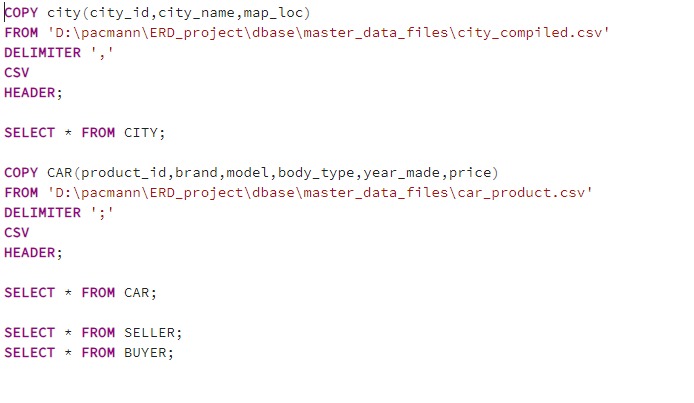 COPY city(city_id,city_name,map_loc)
FROM 'D:\pacmann\ERD_project\dbase\master_data_files\city_compiled.csv'
DELIMITER ','
CSV
HEADER;
SELECT * FROM CITY;
COPY CAR(product_id,brand,model,body_type,year_made,price)
FROM 'D:\pacmann\ERD_project\dbase\master_data_files\car_product.csv'
DELIMITER ';'
CSV
HEADER;
SELECT * FROM CAR;
SELECT * FROM SELLER;
SELECT * FROM BUYER;